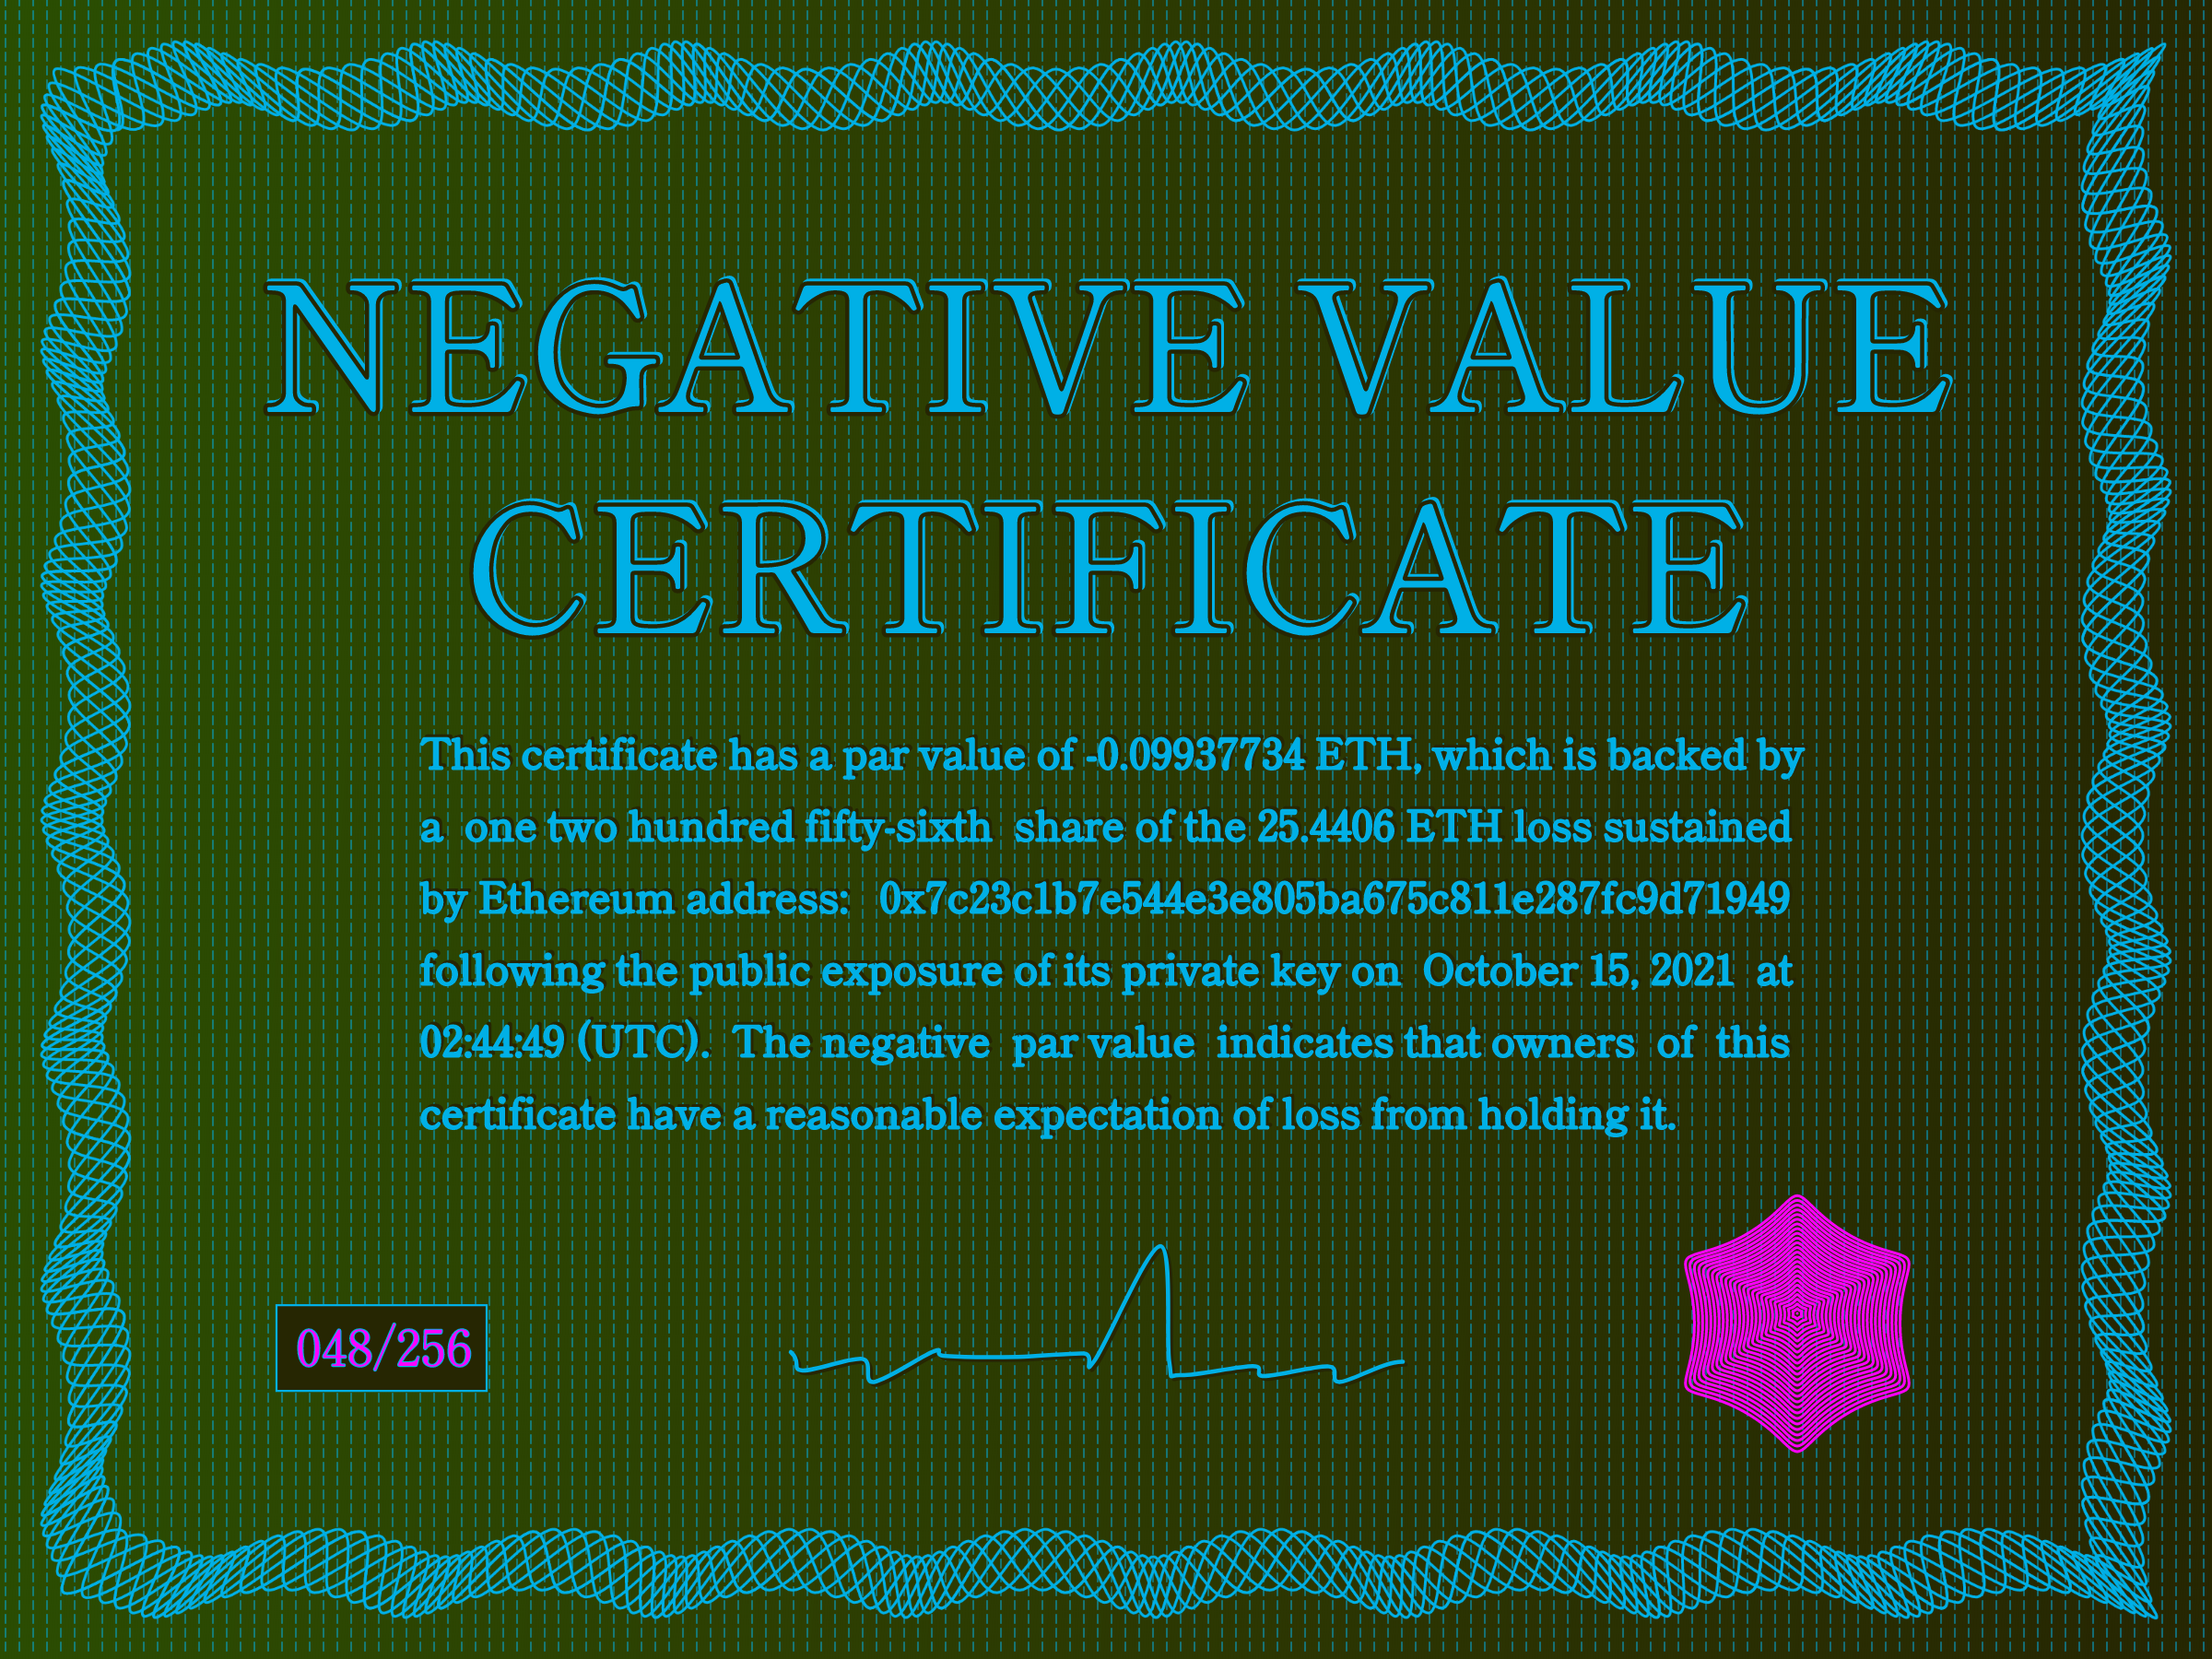 NEGATIVE VALUE
CERTIFICATE
This certificate has a par value of -0.09937734 ETH, which is backed by
a one two hundred fifty-sixth share of the 25.4406 ETH loss sustained
by Ethereum address: 0x7c23c1b7e544e3e805ba675c811e287fc9d71949
following the public exposure of its private key on October 15, 2021 at
02:44:49 (UTC). The negative par value indicates that owners of this
certificate have a reasonable expectation of loss from holding it.
048/256